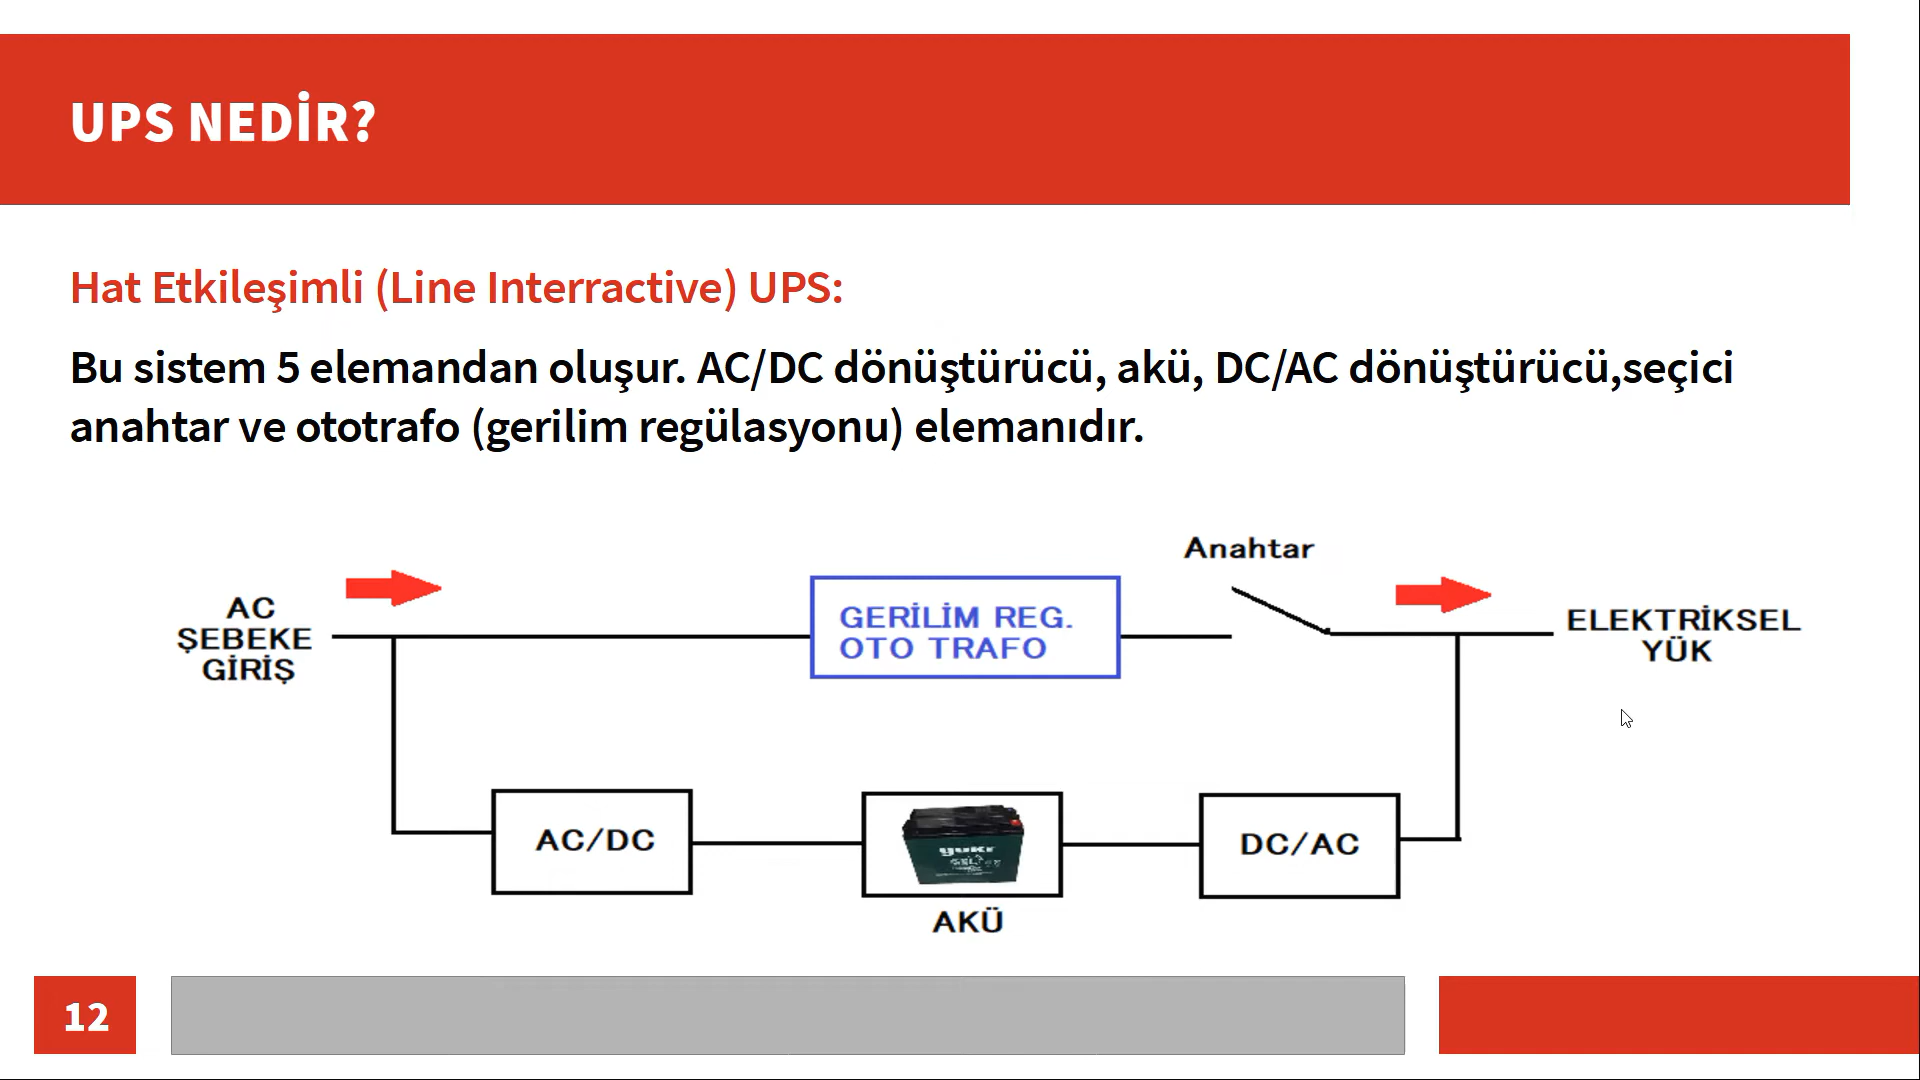 UPS NEDİR?
Hat Etkileşimli (Line Interractive) UPS:
Bu sistem 5 elemandan oluşur. AC/DC dönüştürücü, akü, DC/AC dönüştürücü,seçici
anahtar ve ototrafo (gerilim regülasyonu) elemanıdır.
Anahtar
AC
ŞEBEKE
GİRİŞ
GERİLİM REG.
OTO TRAFO
ELEKTRİKSEL
YÜK
AC/DC
DC/AC
AKÜ
12